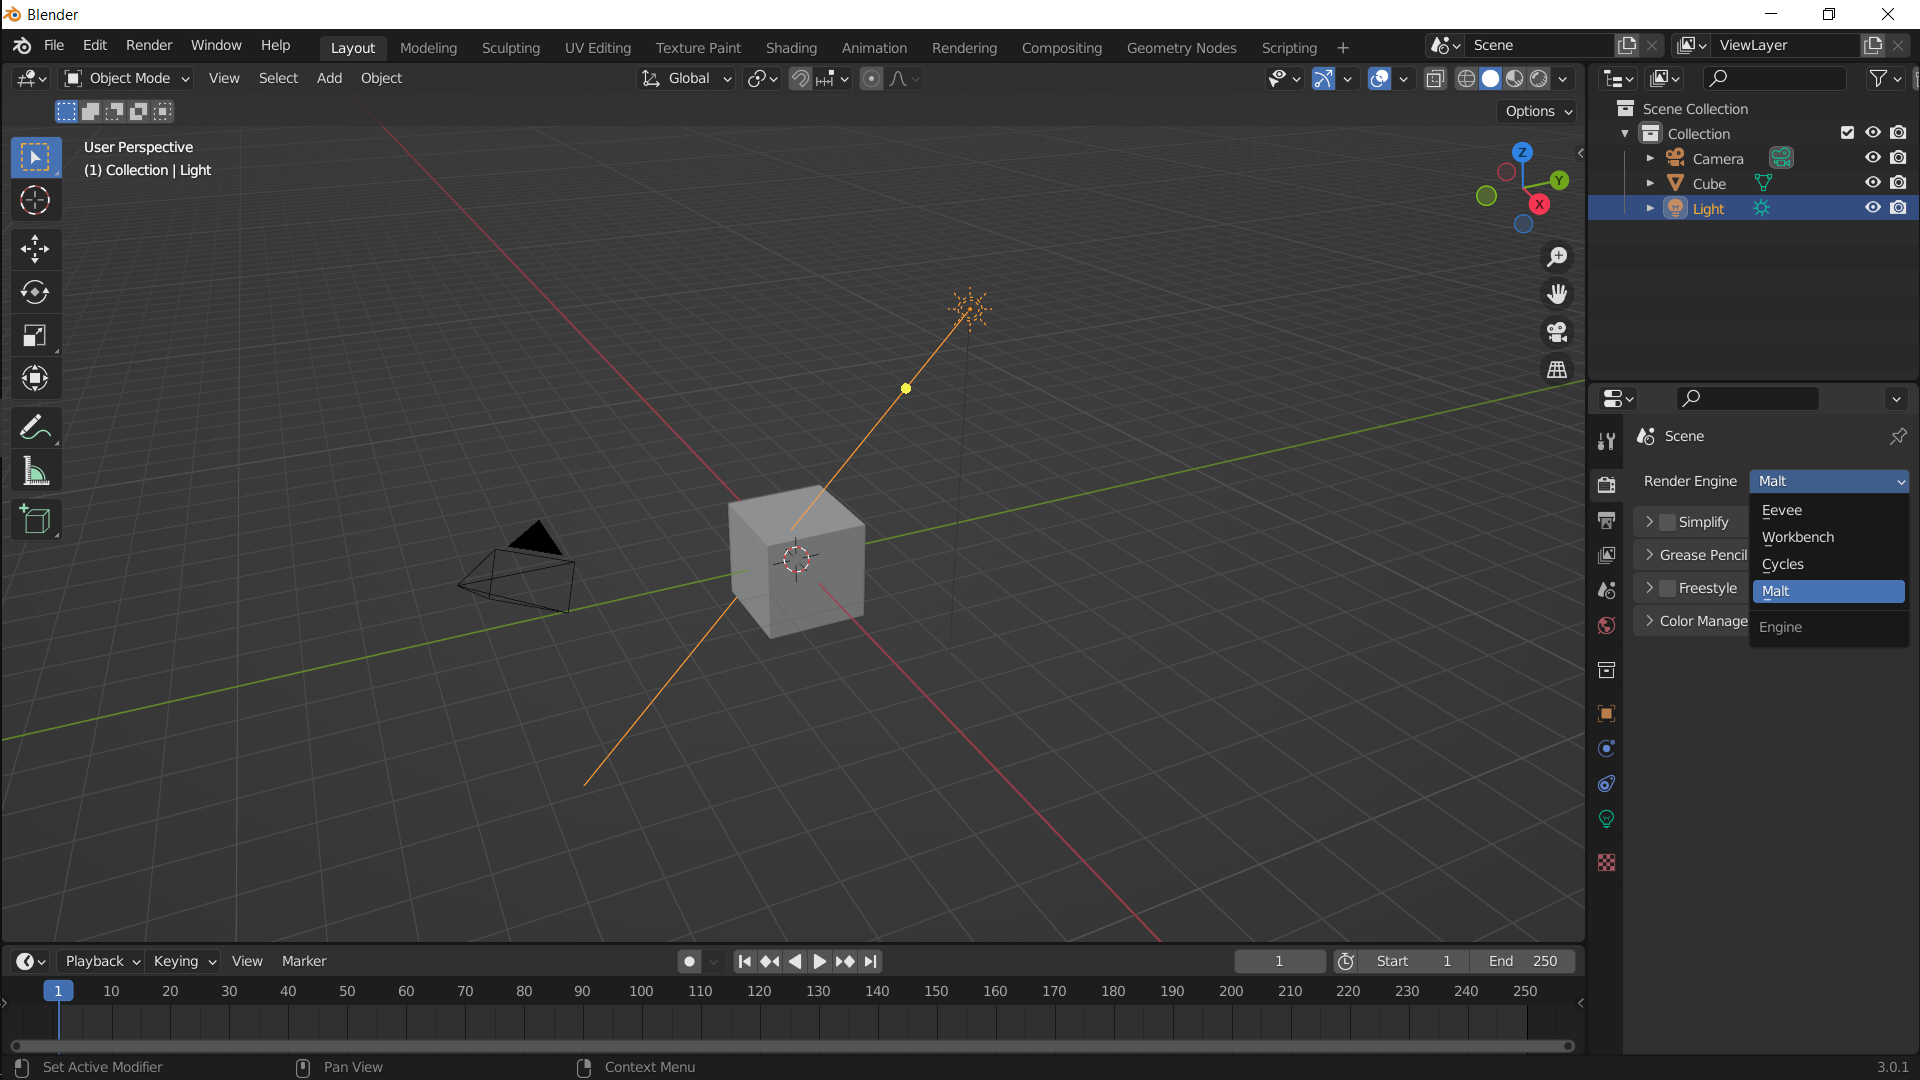 Blender
File Edit Render Window Help Layout Modeling Sculpting UV Editing Texture Paint Shading Animation Rendering Compositing Geometry Nodes Scripting + Scene ViewLayer
Object Mode View Select Add Object Global
Options
User Perspective
(1) Collection | Light
Z
Y
X
Scene Collection
Collection
Camera
Cube
Light
Scene
Render Engine Malt
Eevee
Workbench
Cycles
Malt
Engine
Simplify
Grease Pencil
Freestyle
Color Manage
Playback Keying View Marker 1 Start 1 End 250
1 10 20 30 40 50 60 70 80 90 100 110 120 130 140 150 160 170 180 190 200 210 220 230 240 250
Set Active Modifier Pan View Context Menu 3.0.1